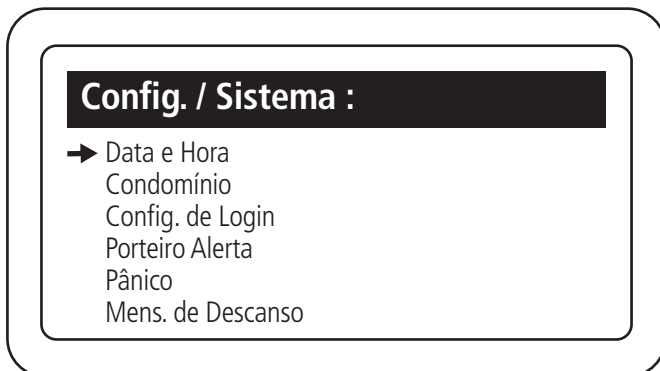 Config. / Sistema :
Data e Hora
Condomínio
Config. de Login
Porteiro Alerta
Pânico
Mens. de Descanso